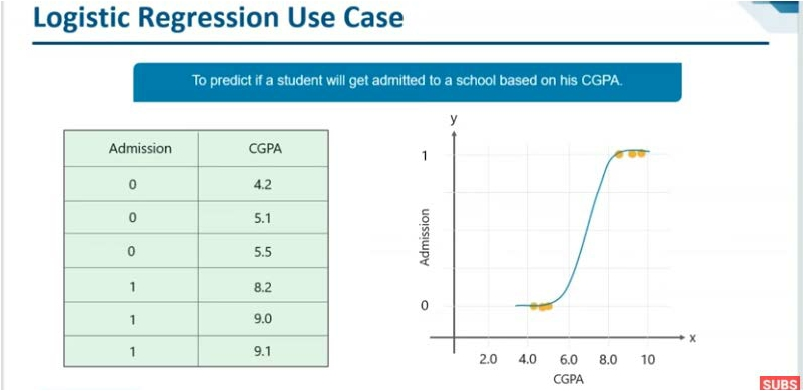 Logistic Regression Use Case
To predict if a student will get admitted to a school based on his CGPA.
Admission CGPA
0 4.2
0 5.1
0 5.5
1 8.2
1 9.0
1 9.1
y
1
Admission
0
x
2.0 4.0 6.0 8.0 10
CGPA
SUBS